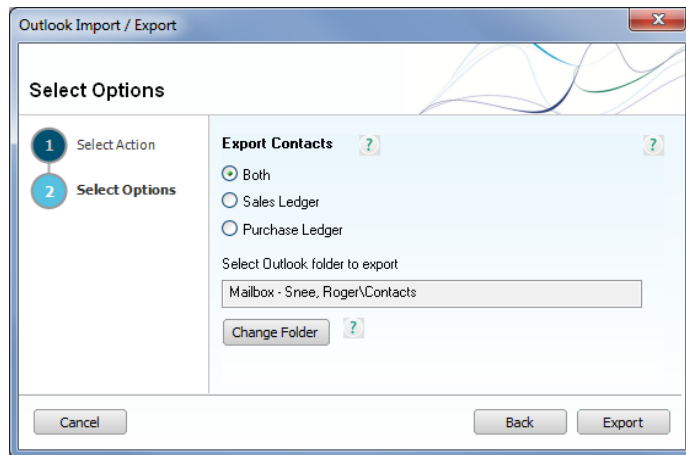 Outlook Import / Export
x
Select Options
1 Select Action
2 Select Options
Export Contacts ? ?
Both
Sales Ledger
Purchase Ledger
Select Outlook folder to export
Mailbox - Snee, Roger\Contacts
Change Folder ?
Cancel Back Export